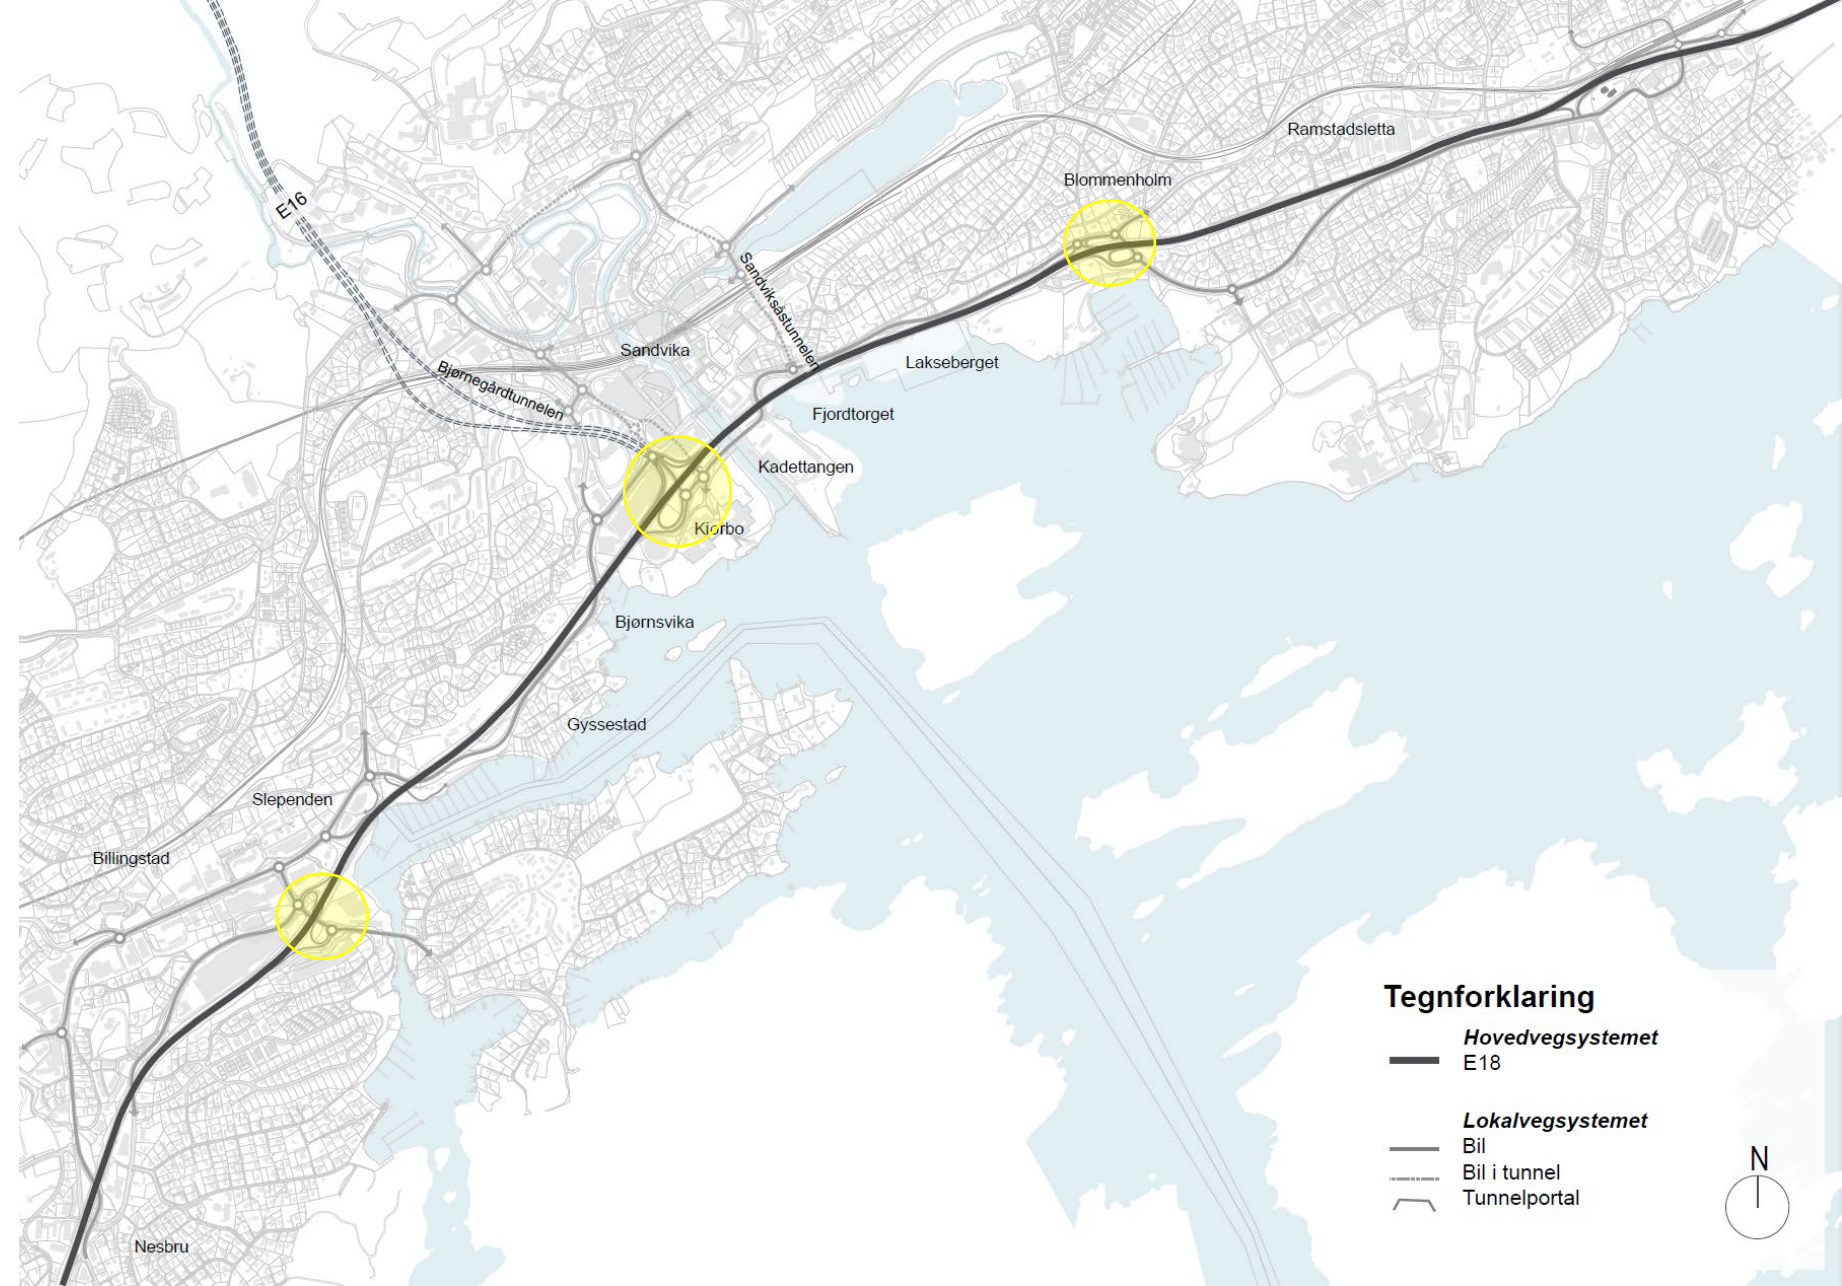 Ramstadsletta
Blommenholm
E16
Sandviksåstunnelen
Sandvika
Lakseberget
Bjørnegårdtunnelen
Fjordtorget
Kadettangen
Kjørbo
Bjørnsvika
Gyssestad
Slependen
Billingstad
Nesbru
Tegnforklaring
Hovedvegsystemet
E18
Lokalvegsystemet
Bil
Bil i tunnel
Tunnelportal
N